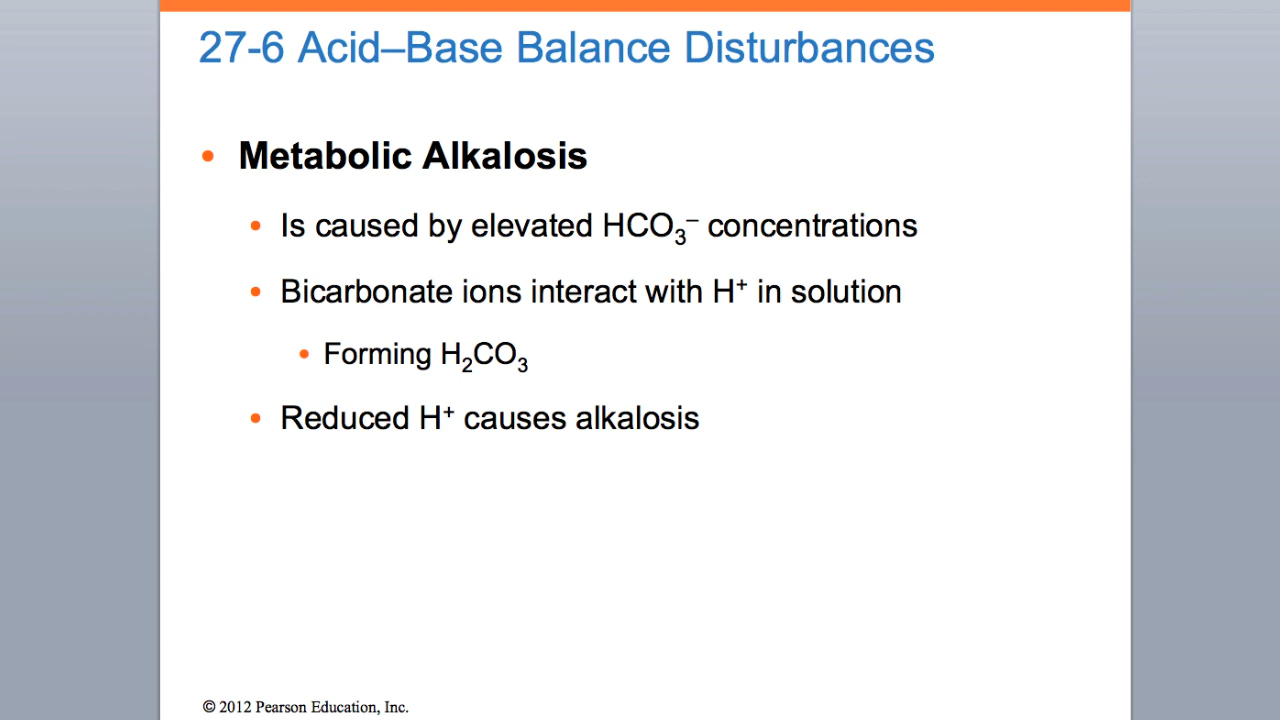 27-6 Acid–Base Balance Disturbances
• Metabolic Alkalosis
• Is caused by elevated HCO₃⁻ concentrations
• Bicarbonate ions interact with H⁺ in solution
• Forming H₂CO₃
• Reduced H⁺ causes alkalosis
© 2012 Pearson Education, Inc.